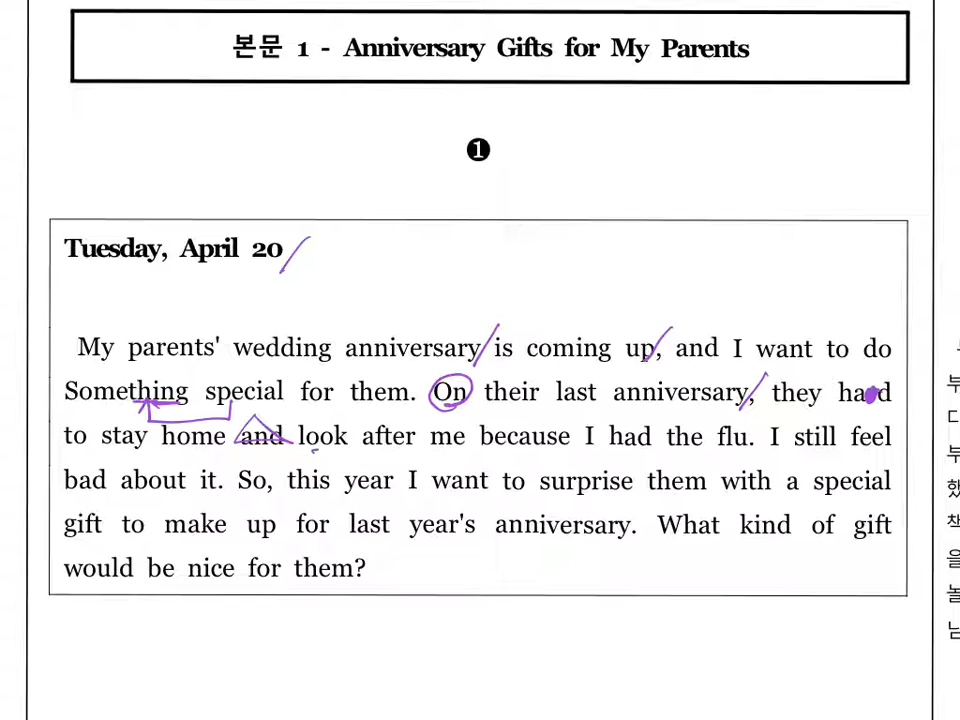 본문 1 - Anniversary Gifts for My Parents
❶
Tuesday, April 20
My parents' wedding anniversary is coming up, and I want to do
Something special for them. On their last anniversary, they had
to stay home and look after me because I had the flu. I still feel
bad about it. So, this year I want to surprise them with a special
gift to make up for last year's anniversary. What kind of gift
would be nice for them?